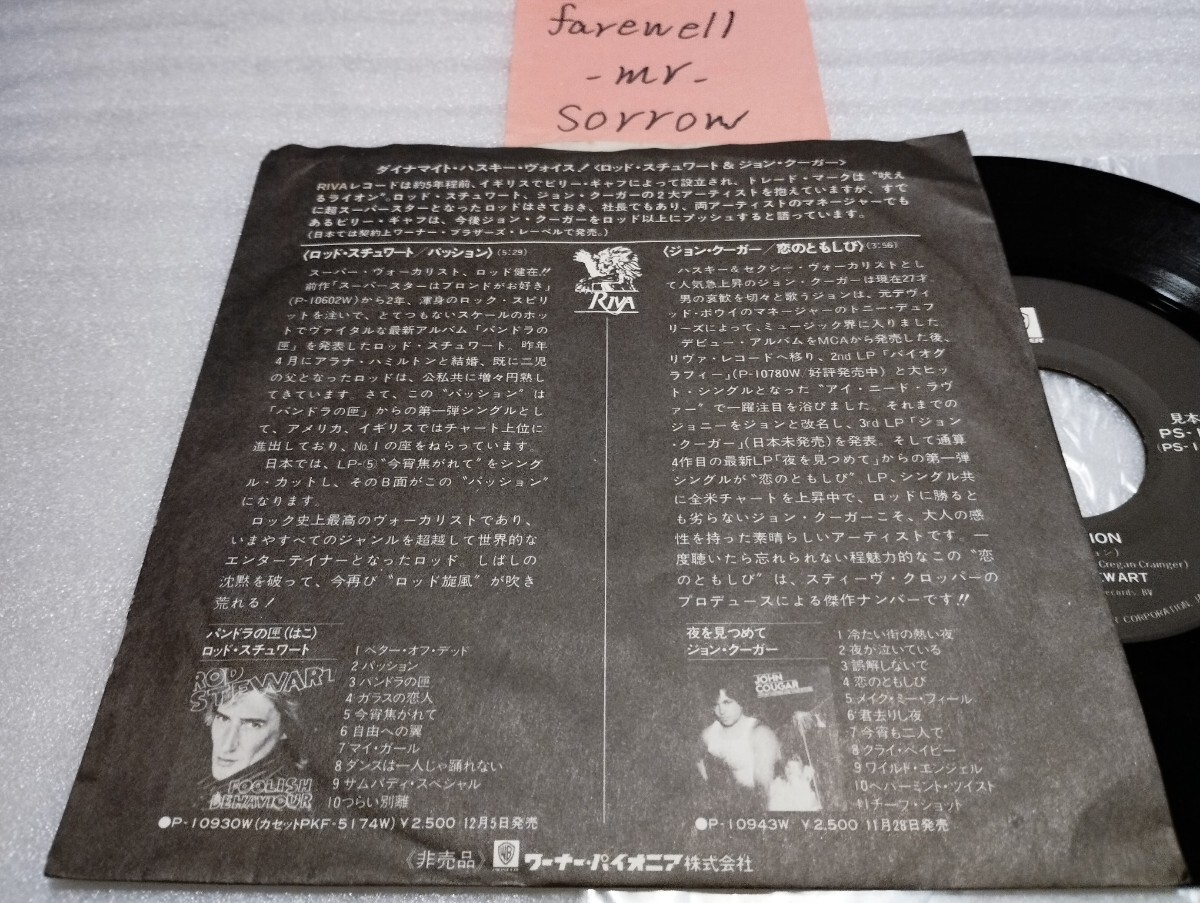 farewell
-mr-
sorrow
ダイナマイト・ハスキー・ヴォイス!〈ロッド・スチュワート & ジョン・クーガー〉
RIVAレコードは約5年程前、イギリスでビリー・ギャフによって設立され、トレード・マークは“吠え
るライオン”。ロッド・スチュワート、ジョン・クーガーの2大アーティストを抱えていますが、すで
に超スーパースターとなったロッドはさておき、社長でもあり、両アーティストのマネージャーでも
あるビリー・ギャフは、今後ジョン・クーガーをロッド以上にプッシュすると語っています。
(日本では契約上ワーナー・ブラザーズ・レーベルで発売。)
〈ロッド・スチュワート/パッション〉(5:29)
スーパー・ヴォーカリスト、ロッド健在!!
前作「スーパースターはブロンドがお好き」
(P-10602W)から2年、渾身のロック・スピリ
ットを注いで、とてつもないスケールのホッ
トでヴァイタルな最新アルバム「パンドラの
匣」を発表したロッド・スチュワート。昨年
4月にアラナ・ハミルトンと結婚、既に二児
の父となったロッドは、公私共に増々円熟し
てきています。さて、この“パッション”は
「パンドラの匣」からの第一弾シングルとし
て、アメリカ、イギリスではチャート上位に
進出しており、No.1の座をねらっています。
日本では、LP-⑤“今宵焦がれて”をシング
ル・カットし、そのB面がこの“パッション”
になります。
ロック史上最高のヴォーカリストであり、
いまやすべてのジャンルを超越して世界的な
エンターテイナーとなったロッド。しばしの
沈黙を破って、今再び“ロッド旋風”が吹き
荒れる!
RIVA
〈ジョン・クーガー/恋のともしび〉(3:56)
ハスキー&セクシー・ヴォーカリストとし
て人気急上昇のジョン・クーガーは現在27才
男の哀歓を切々と歌うジョンは、元デヴィ
ッド・ボウイのマネージャーのトニー・デュフ
リーズによって、ミュージック界に入りました。
デビュー・アルバムをMCAから発売した後、
リヴァ・レコードへ移り、2nd LP「バイオグ
ラフィー」(P-10780W/好評発売中)と大ヒッ
ト・シングルとなった“アイ・ニード・ラヴ
ァー”で一躍注目を浴びました。それまでの
ジョニーをジョンと改名し、3rd LP「ジョン
・クーガー」(日本未発売)を発表。そして通算
4作目の最新LP「夜を見つめて」からの第一弾
シングルが“恋のともしび”。LP、シングル共
に全米チャートを上昇中で、ロッドに勝ると
も劣らないジョン・クーガーこそ、大人の感
性を持った素晴らしいアーティストです。一
度聴いたら忘れられない程魅力的なこの“恋
のともしび”は、スティーヴ・クロッパーの
プロデュースによる傑作ナンバーです!!
パンドラの匣(はこ)
ロッド・スチュワート
ROD
STEWART
FOOLISH
BEHAVIOUR
1 ベター・オフ・デッド
2 パッション
3 パンドラの匣
4 ガラスの恋人
5 今宵焦がれて
6 自由への翼
7 マイ・ガール
8 ダンスは一人じゃ踊れない
9 サムバディ・スペシャル
10 つらい別離
●P-10930W(カセットPKF-5174W)¥2,500 12月5日発売
夜を見つめて
ジョン・クーガー
JOHN
COUGAR
1 冷たい街の熱い夜
2 夜が泣いている
3 誤解しないで
4 恋のともしび
5 メイク・ミー・フィール
6 君去りし夜
7 今宵も二人で
8 クライ・ベイビー
9 ワイルド・エンジェル
10 ペパーミント・ツイスト
11 チープ・ショット
●P-10943W ¥2,500 11月28日発売
〈非売品〉 ワーナー・パイオニア株式会社
見本
PS-1
(PS-1
ION
Cregan-Grainger)
WART
ecords, BV
CORPORATION